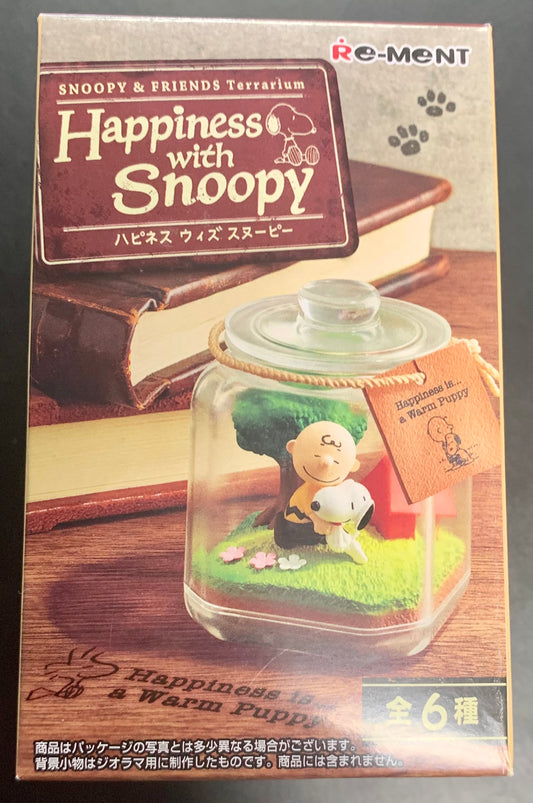 Re-MeNT
SNOOPY & FRIENDS Terrarium
Happiness
with
Snoopy
ハピネス ウィズ スヌーピー
Happiness is...
a Warm Puppy
Happiness is...
a Warm Puppy
全6種
商品はパッケージの写真とは多少異なる場合がございます。
背景小物はジオラマ用に制作したものです。商品には含まれません。